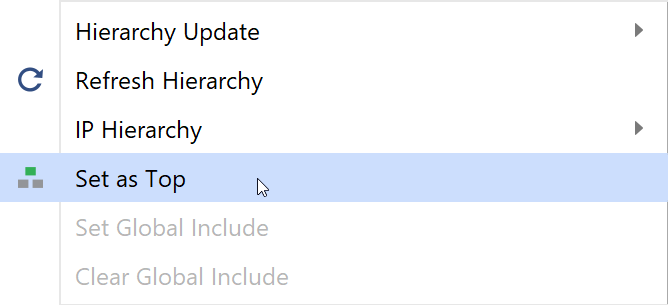 Hierarchy Update
Refresh Hierarchy
IP Hierarchy
Set as Top
Set Global Include
Clear Global Include